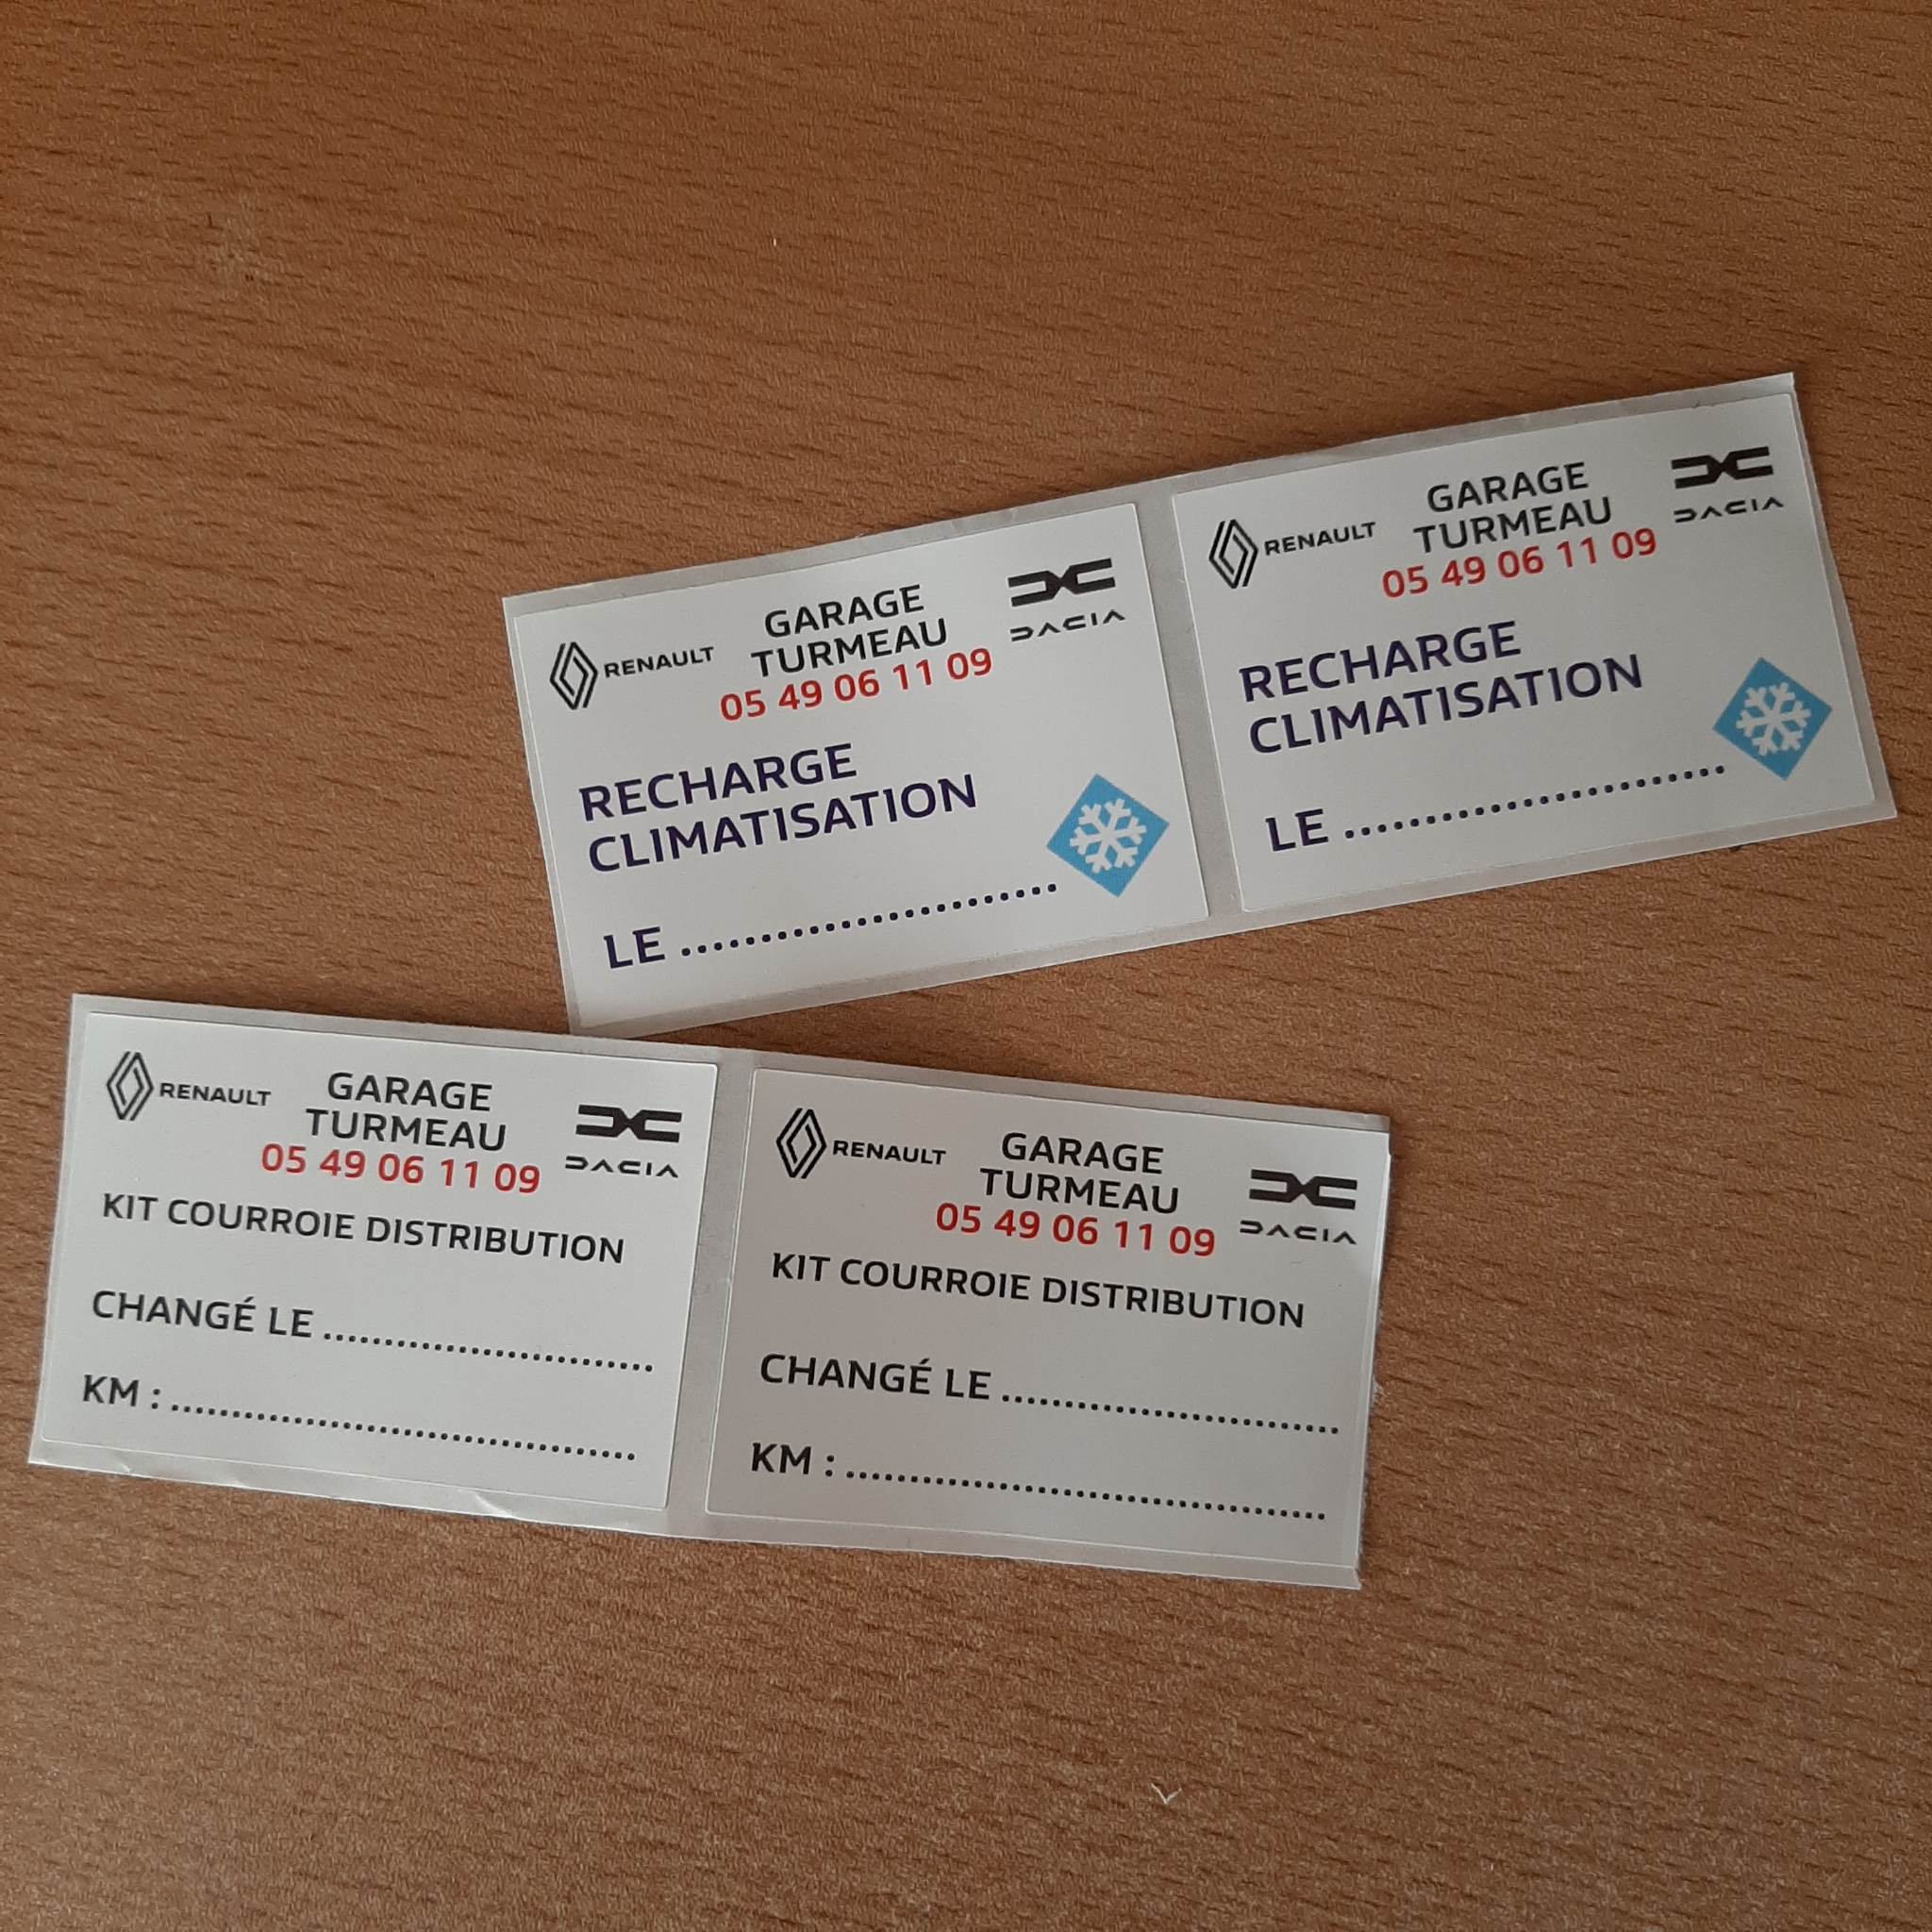 RENAULT
GARAGE
TURMEAU
05 49 06 11 09
DACIA
RECHARGE
CLIMATISATION
LE ........................
RENAULT
GARAGE
TURMEAU
05 49 06 11 09
DACIA
RECHARGE
CLIMATISATION
LE ........................
RENAULT
GARAGE
TURMEAU
05 49 06 11 09
DACIA
KIT COURROIE DISTRIBUTION
CHANGÉ LE ...........................
KM : ......................................
RENAULT
GARAGE
TURMEAU
05 49 06 11 09
DACIA
KIT COURROIE DISTRIBUTION
CHANGÉ LE ...........................
KM : ......................................